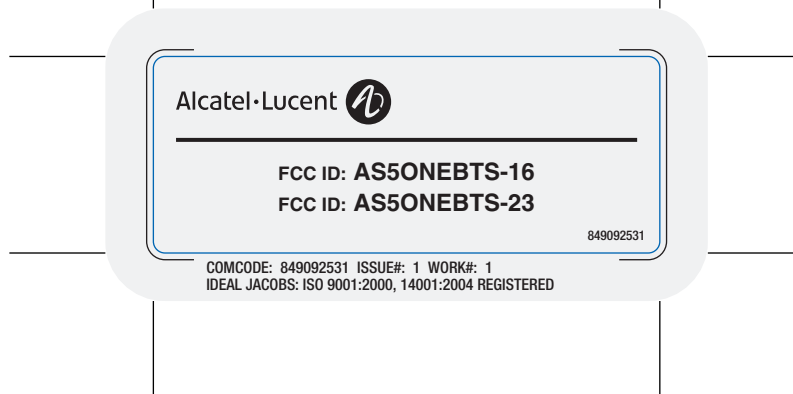 Alcatel·Lucent
FCC ID: AS5ONEBTS-16
FCC ID: AS5ONEBTS-23
849092531
COMCODE: 849092531 ISSUE#: 1 WORK#: 1
IDEAL JACOBS: ISO 9001:2000, 14001:2004 REGISTERED